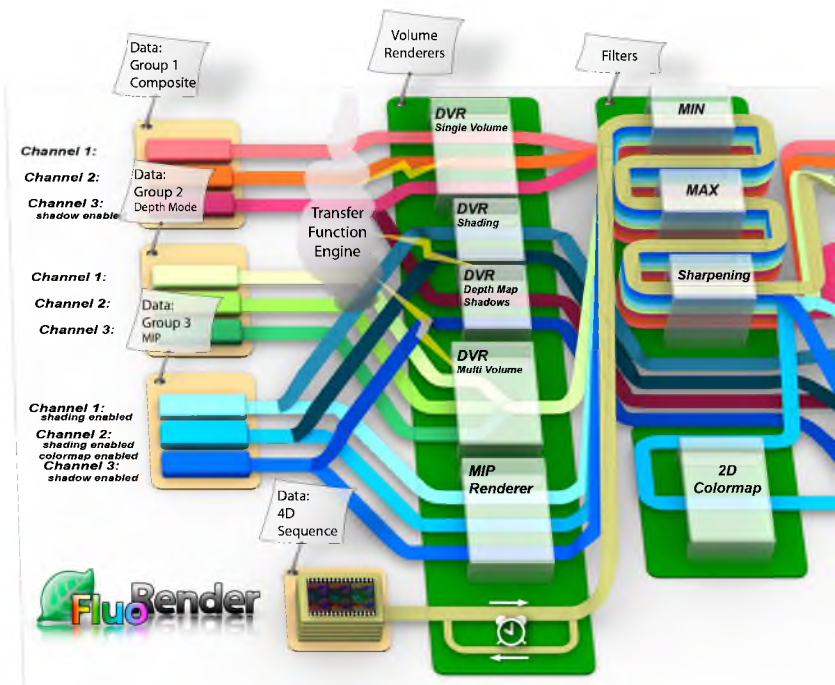 Data:
Group 1
Composite
Volume
Renderers
Filters
Channel 1:
Channel 2:
Channel 3:
shadow enable
Data:
Group 2
Depth Mode
Transfer
Function
Engine
DVR
Single Volume
DVR
Shading
DVR
Depth Map
Shadows
DVR
Multi Volume
MIP
Renderer
MIN
MAX
Sharpening
2D
Colormap
Channel 1:
Channel 2:
Channel 3:
Data:
Group 3
MIP
Channel 1:
shading enabled
Channel 2:
shading enabled
colormap enabled
Channel 3:
shadow enabled
Data:
4D
Sequence
FluoRender